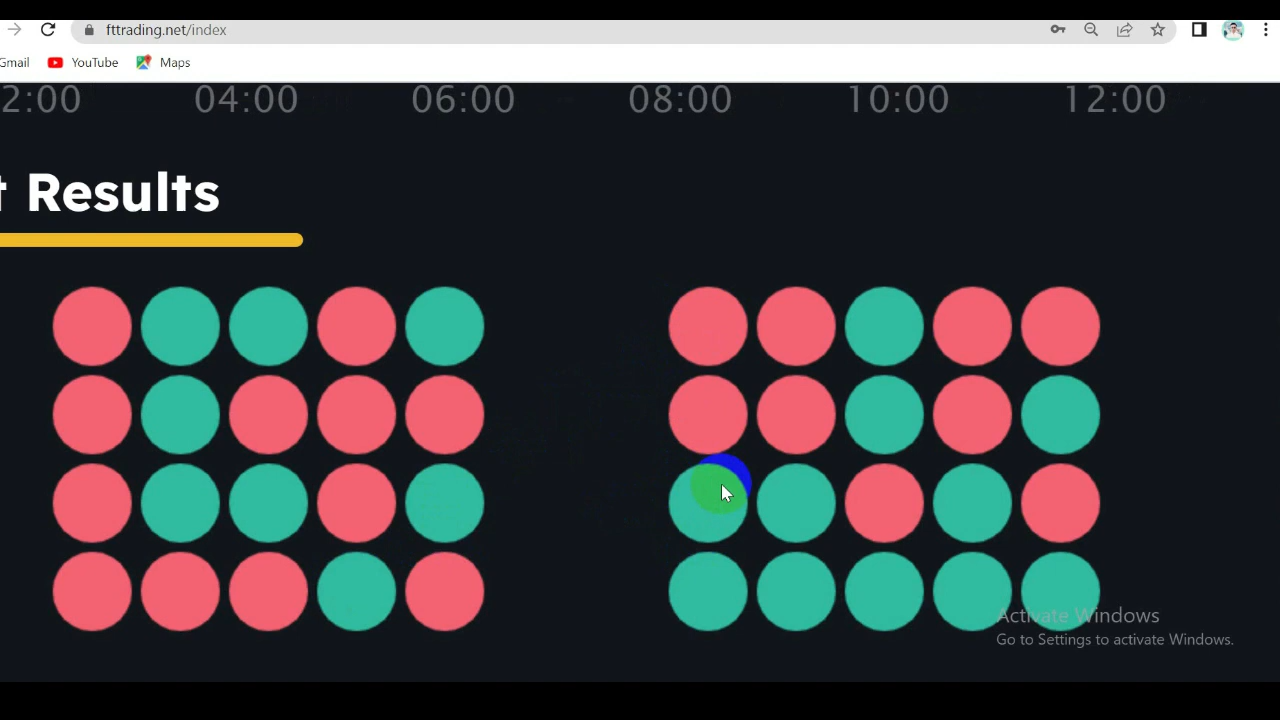 fttrading.net/index
Gmail YouTube Maps
2:00 04:00 06:00 08:00 10:00 12:00
t Results
Activate Windows
Go to Settings to activate Windows.